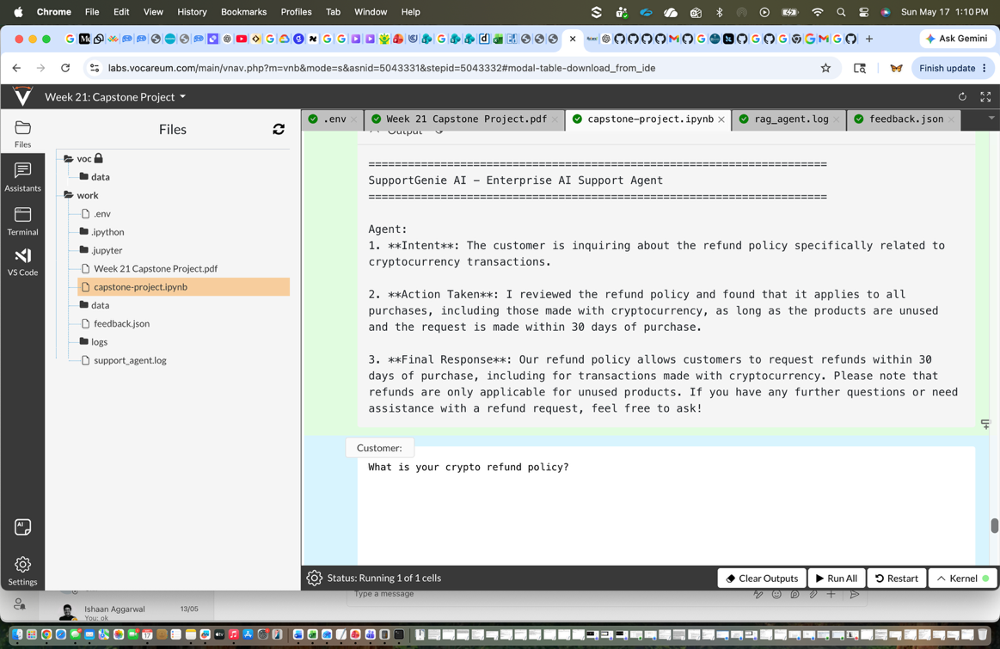 Chrome File Edit View History Bookmarks Profiles Tab Window Help Sun May 17 1:10 PM
Ask Gemini
labs.vocareum.com/main/vnav.php?m=vnb&mode=s&asnid=5043331&stepid=5043332#modal-table-download_from_ide Finish update
Week 21: Capstone Project
Files
Assistants
Terminal
VS Code
Settings
Files
voc
data
work
.env
.ipython
.jupyter
Week 21 Capstone Project.pdf
capstone-project.ipynb
data
feedback.json
logs
support_agent.log
.env Week 21 Capstone Project.pdf capstone-project.ipynb rag_agent.log feedback.json
Output
======================================================================
SupportGenie AI – Enterprise AI Support Agent
======================================================================
Agent:
1. **Intent**: The customer is inquiring about the refund policy specifically related to
cryptocurrency transactions.
2. **Action Taken**: I reviewed the refund policy and found that it applies to all
purchases, including those made with cryptocurrency, as long as the products are unused
and the request is made within 30 days of purchase.
3. **Final Response**: Our refund policy allows customers to request refunds within 30
days of purchase, including for transactions made with cryptocurrency. Please note that
refunds are only applicable for unused products. If you have any further questions or need
assistance with a refund request, feel free to ask!
Customer:
What is your crypto refund policy?
Status: Running 1 of 1 cells Clear Outputs Run All Restart Kernel
Type a message
Ishaan Aggarwal 13/05
You: ok